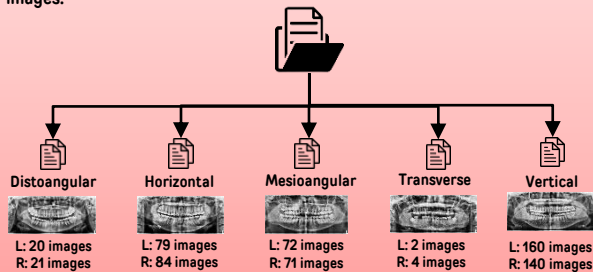 images.
Distoangular
Horizontal
Mesioangular
Transverse
Vertical
L: 20 images
R: 21 images
L: 79 images
R: 84 images
L: 72 images
R: 71 images
L: 2 images
R: 4 images
L: 160 images
R: 140 images